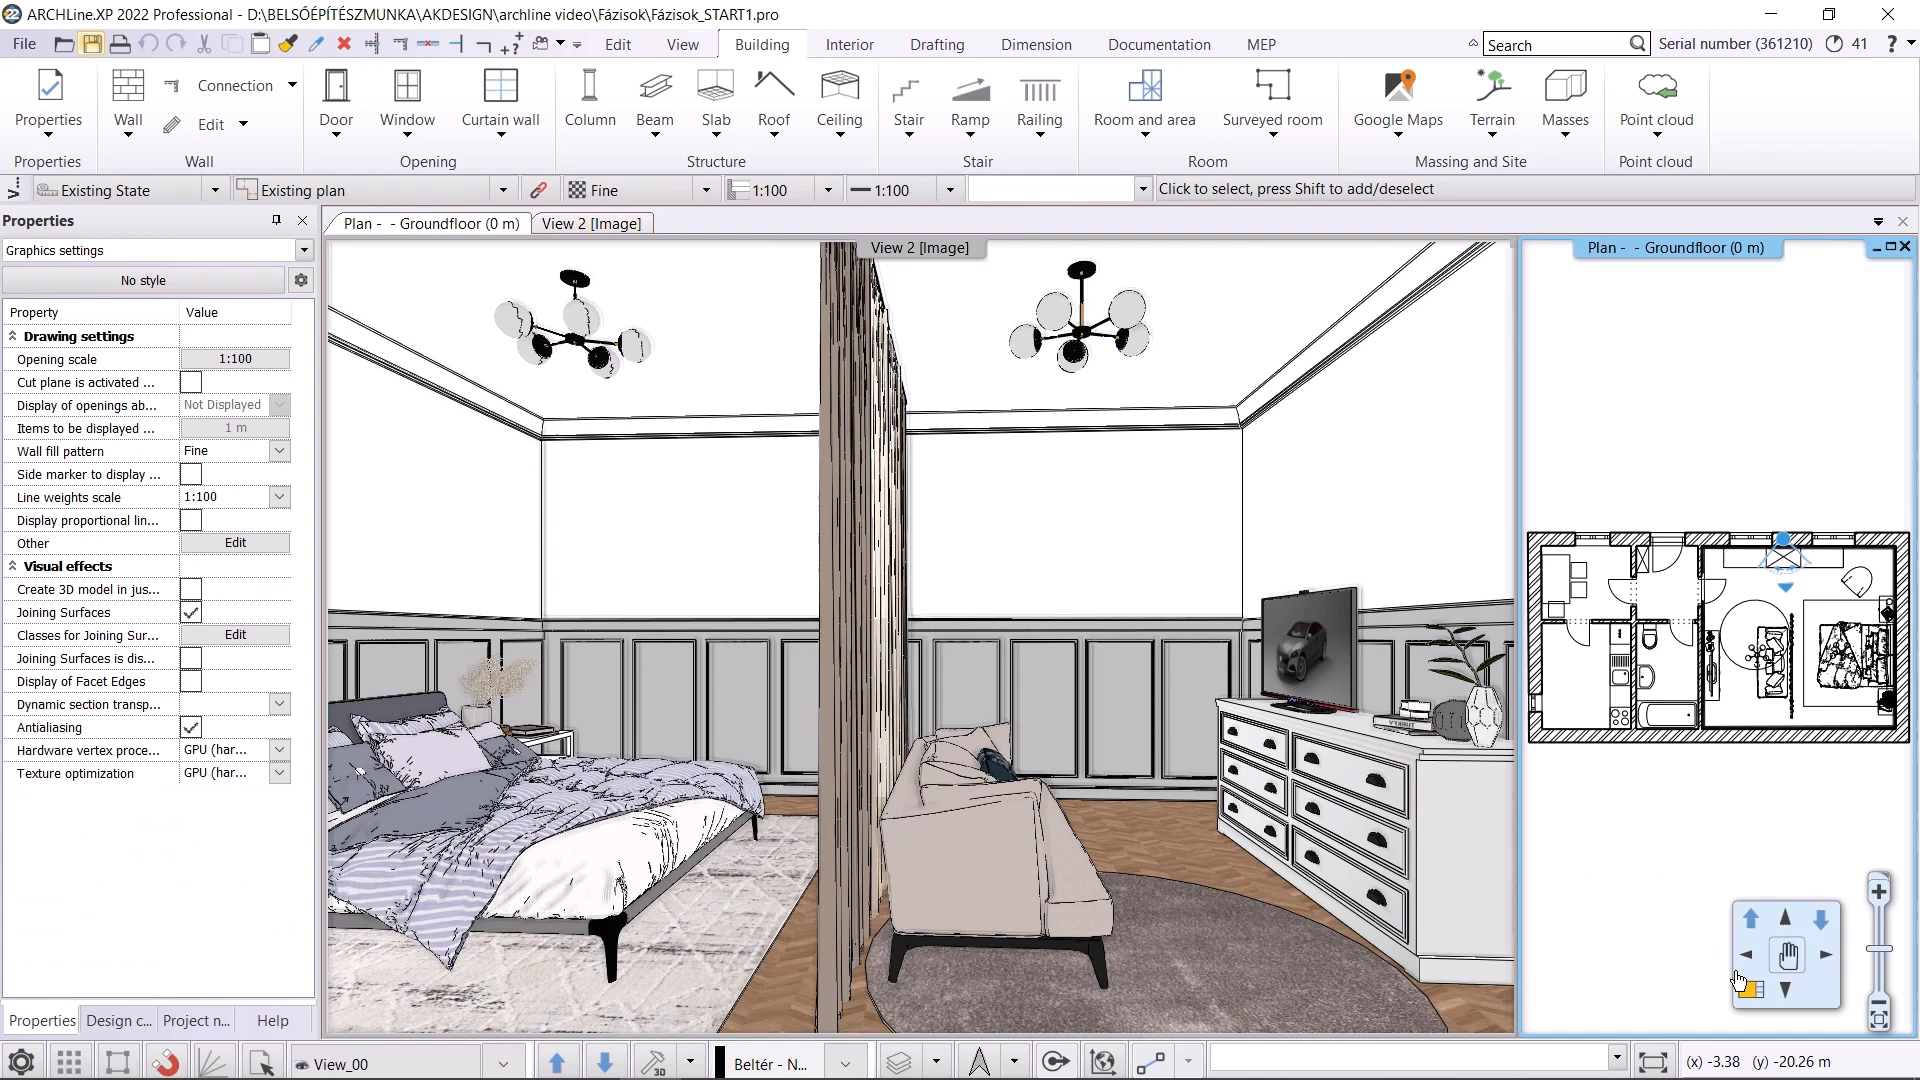 ARCHLine.XP 2022 Professional - D:\BELSŐÉPÍTÉSZMUNKA\AKDESIGN\archline video\Fázisok\Fázisok_START1.pro
File
Edit
View
Building
Interior
Drafting
Dimension
Documentation
MEP
Search
Serial number (361210)
41
Properties
Wall
Connection
Edit
Door
Window
Curtain wall
Column
Beam
Slab
Roof
Ceiling
Stair
Ramp
Railing
Room and area
Surveyed room
Google Maps
Terrain
Masses
Point cloud
Properties
Wall
Opening
Structure
Stair
Room
Massing and Site
Point cloud
Existing State
Existing plan
Fine
1:100
1:100
Click to select, press Shift to add/deselect
Properties
Plan - - Groundfloor (0 m)
View 2 [Image]
Graphics settings
View 2 [Image]
Plan - - Groundfloor (0 m)
No style
Property Value
Drawing settings
Opening scale 1:100
Cut plane is activated ...
Display of openings ab... Not Displayed
Items to be displayed ... 1 m
Wall fill pattern Fine
Side marker to display ...
Line weights scale 1:100
Display proportional lin...
Other Edit
Visual effects
Create 3D model in jus...
Joining Surfaces
Classes for Joining Sur... Edit
Joining Surfaces is dis...
Display of Facet Edges
Dynamic section transp...
Antialiasing
Hardware vertex proce... GPU (har...
Texture optimization GPU (har...
Properties
Design c...
Project n...
Help
View_00
3D
Beltér - N...
(x) -3.38 (y) -20.26 m